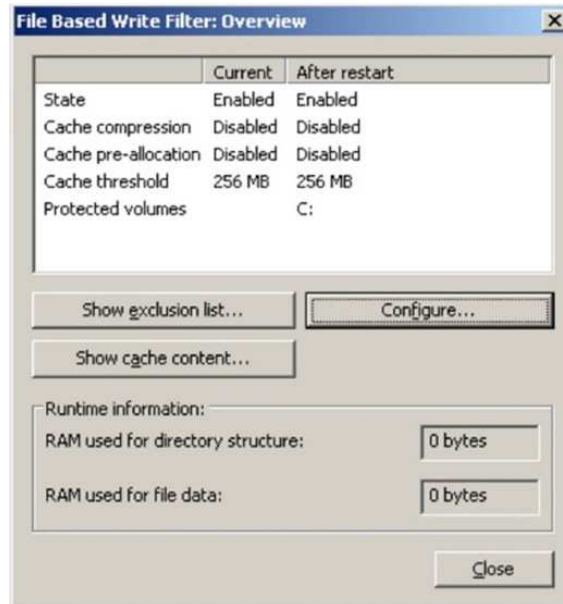 File Based Write Filter: Overview
Current After restart
State Enabled Enabled
Cache compression Disabled Disabled
Cache pre-allocation Disabled Disabled
Cache threshold 256 MB 256 MB
Protected volumes C:
Show exclusion list... Configure...
Show cache content...
Runtime information:
RAM used for directory structure: 0 bytes
RAM used for file data: 0 bytes
Close